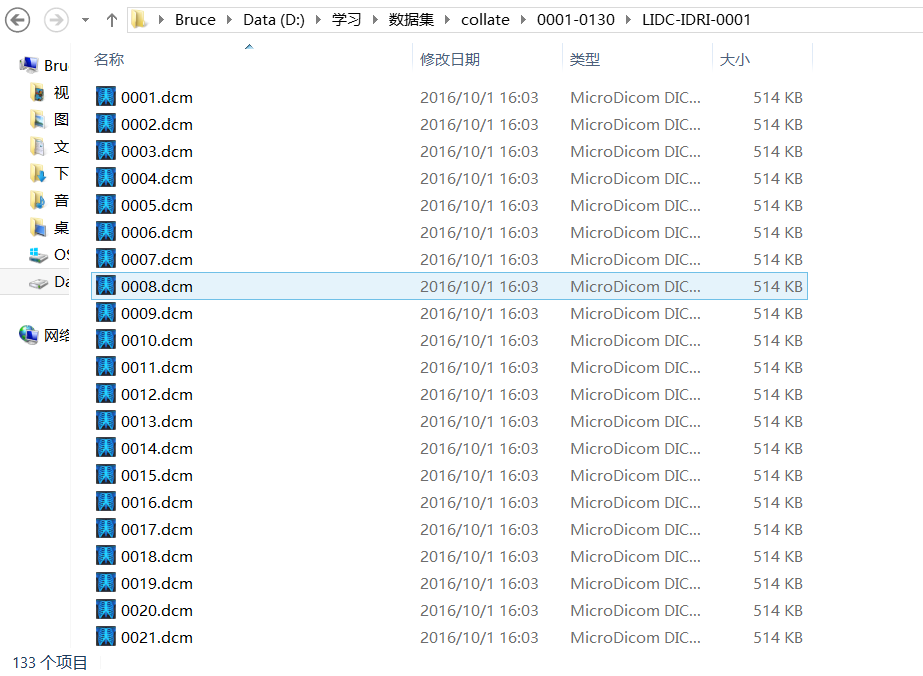 Bruce Data (D:) 学习 数据集 collate 0001-0130 LIDC-IDRI-0001
名称 修改日期 类型 大小
Bru
视
图
文
下
音
桌
OS
Da
网络
0001.dcm 2016/10/1 16:03 MicroDicom DIC... 514 KB
0002.dcm 2016/10/1 16:03 MicroDicom DIC... 514 KB
0003.dcm 2016/10/1 16:03 MicroDicom DIC... 514 KB
0004.dcm 2016/10/1 16:03 MicroDicom DIC... 514 KB
0005.dcm 2016/10/1 16:03 MicroDicom DIC... 514 KB
0006.dcm 2016/10/1 16:03 MicroDicom DIC... 514 KB
0007.dcm 2016/10/1 16:03 MicroDicom DIC... 514 KB
0008.dcm 2016/10/1 16:03 MicroDicom DIC... 514 KB
0009.dcm 2016/10/1 16:03 MicroDicom DIC... 514 KB
0010.dcm 2016/10/1 16:03 MicroDicom DIC... 514 KB
0011.dcm 2016/10/1 16:03 MicroDicom DIC... 514 KB
0012.dcm 2016/10/1 16:03 MicroDicom DIC... 514 KB
0013.dcm 2016/10/1 16:03 MicroDicom DIC... 514 KB
0014.dcm 2016/10/1 16:03 MicroDicom DIC... 514 KB
0015.dcm 2016/10/1 16:03 MicroDicom DIC... 514 KB
0016.dcm 2016/10/1 16:03 MicroDicom DIC... 514 KB
0017.dcm 2016/10/1 16:03 MicroDicom DIC... 514 KB
0018.dcm 2016/10/1 16:03 MicroDicom DIC... 514 KB
0019.dcm 2016/10/1 16:03 MicroDicom DIC... 514 KB
0020.dcm 2016/10/1 16:03 MicroDicom DIC... 514 KB
0021.dcm 2016/10/1 16:03 MicroDicom DIC... 514 KB
133 个项目